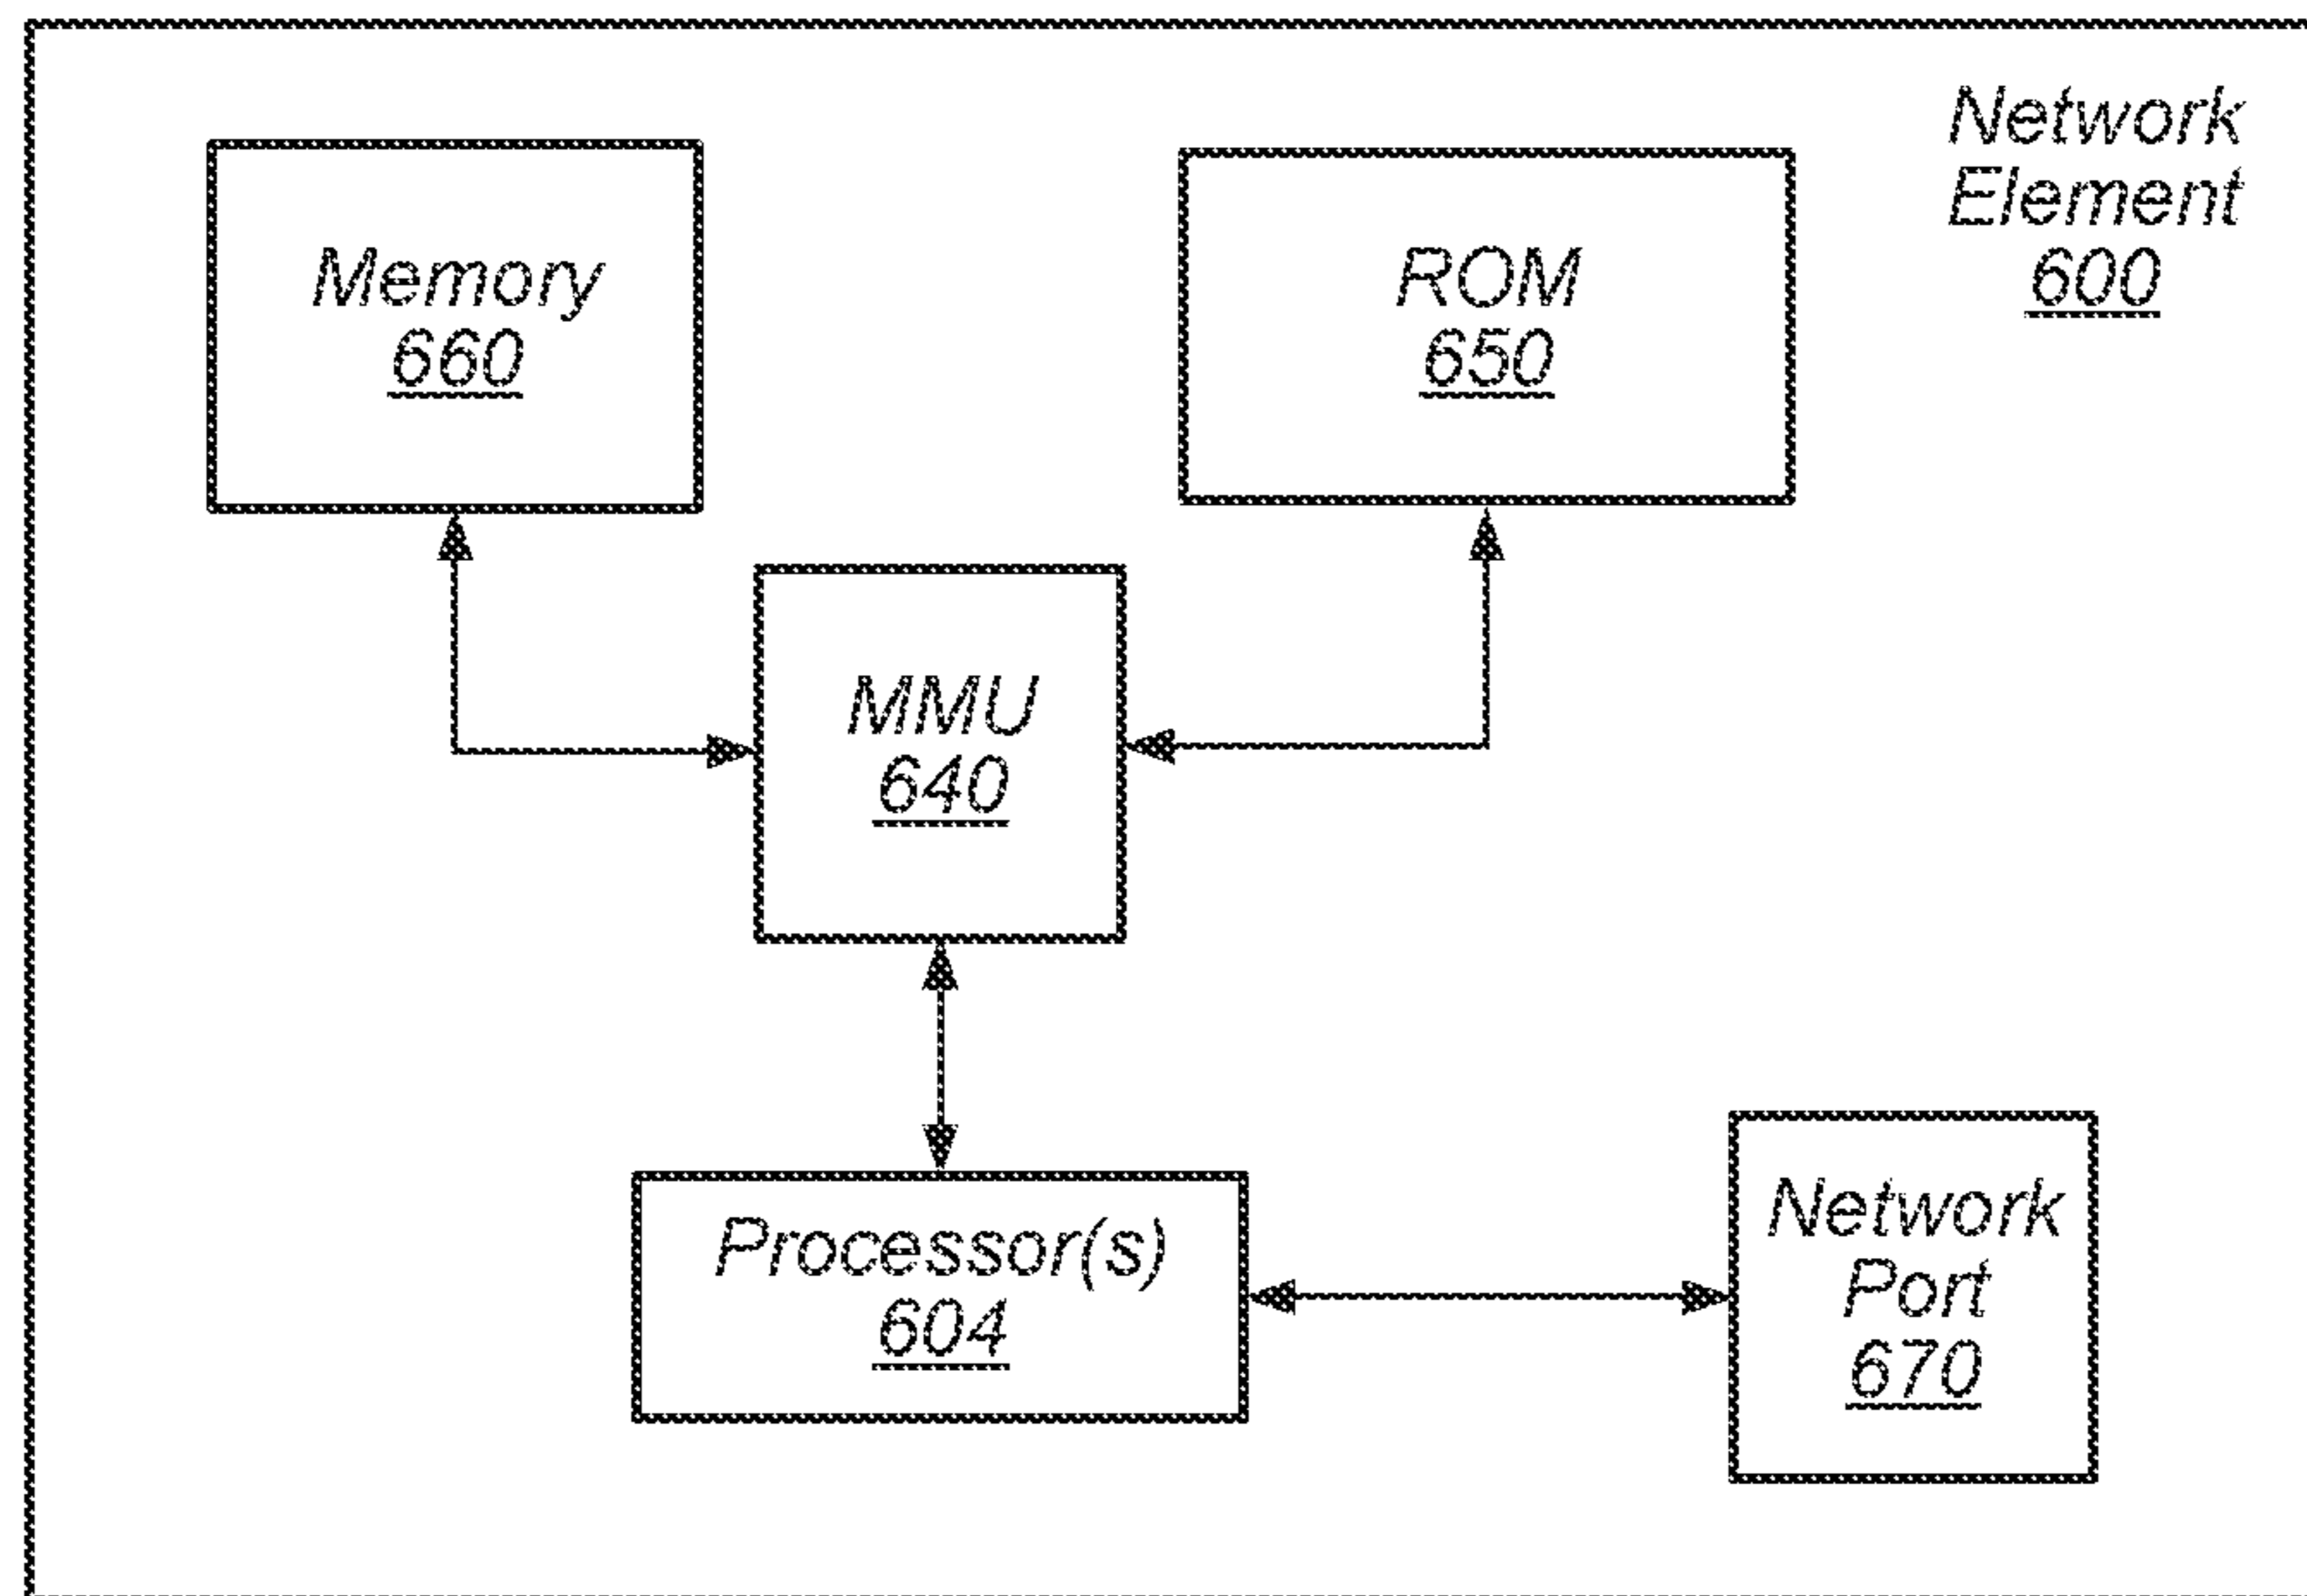 Network
Element
600
Memory
660
ROM
650
MMU
640
Processor(s)
604
Network
Port
670